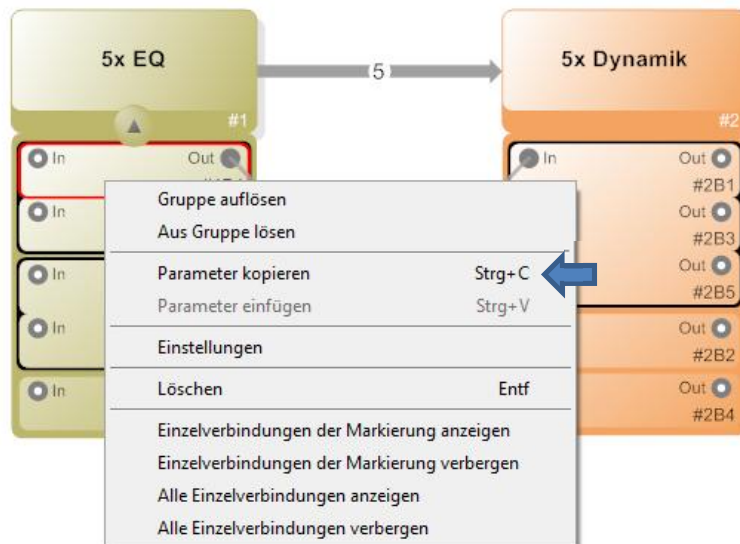 5x EQ
#1
5
5x Dynamik
#2
In Out
In
In
In
In
In Out
#2B1
Out
#2B3
Out
#2B5
Out
#2B2
Out
#2B4
Gruppe auflösen
Aus Gruppe lösen
Parameter kopieren Strg+C
Parameter einfügen Strg+V
Einstellungen
Löschen Entf
Einzelverbindungen der Markierung anzeigen
Einzelverbindungen der Markierung verbergen
Alle Einzelverbindungen anzeigen
Alle Einzelverbindungen verbergen